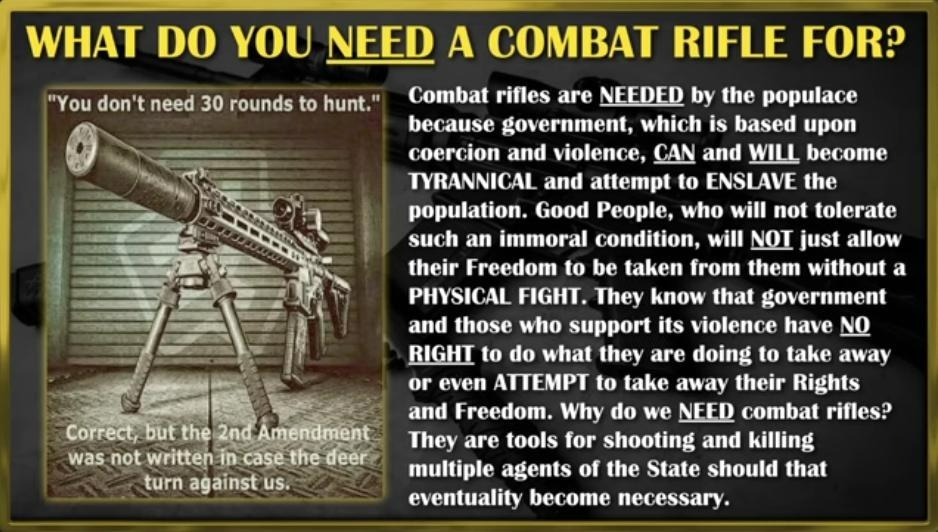 WHAT DO YOU NEED A COMBAT RIFLE FOR?
"You don't need 30 rounds to hunt."
Correct, but the 2nd Amendment
was not written in case the deer
turn against us.
Combat rifles are NEEDED by the populace
because government, which is based upon
coercion and violence, CAN and WILL become
TYRANNICAL and attempt to ENSLAVE the
population. Good People, who will not tolerate
such an immoral condition, will NOT just allow
their Freedom to be taken from them without a
PHYSICAL FIGHT. They know that government
and those who support its violence have NO
RIGHT to do what they are doing to take away
or even ATTEMPT to take away their Rights
and Freedom. Why do we NEED combat rifles?
They are tools for shooting and killing
multiple agents of the State should that
eventuality become necessary.